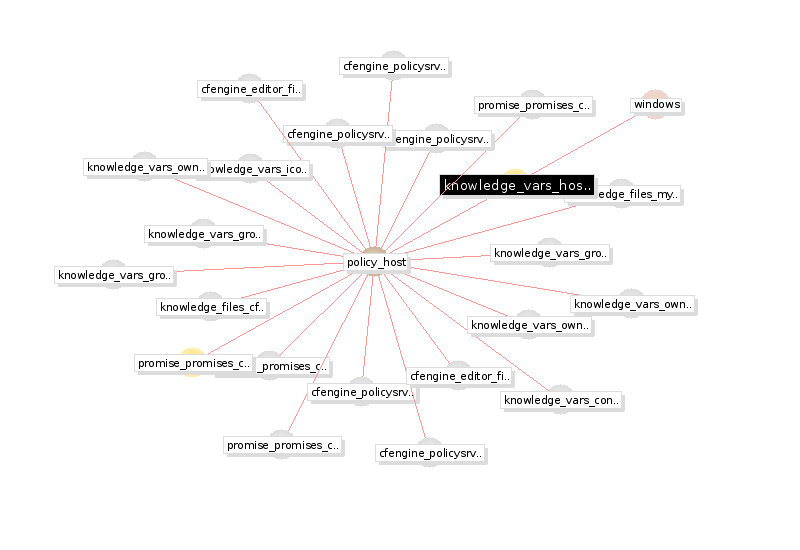 cfengine_policysrv..
cfengine_editor_fi..
promise_promises_c..
windows
cfengine_policysrv..
engine_policysrv..
knowledge_vars_own..
owledge_vars_ico..
knowledge_vars_hos..
edge_files_my..
knowledge_vars_gro..
knowledge_vars_gro..
policy_host
knowledge_vars_gro..
knowledge_files_cf..
knowledge_vars_own..
knowledge_vars_own..
promise_promises_c..
_promises_c..
cfengine_editor_fi..
cfengine_policysrv..
knowledge_vars_con..
promise_promises_c..
cfengine_policysrv..